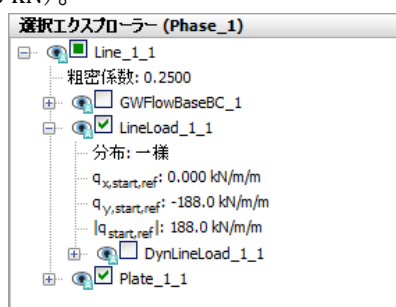 kN)。
選択エクスプローラー (Phase_1)
Line_1_1
粗密係数: 0.2500
GWFlowBaseBC_1
LineLoad_1_1
分布: 一様
qx,start,ref: 0.000 kN/m/m
qy,start,ref: -188.0 kN/m/m
|qstart,ref|: 188.0 kN/m/m
DynLineLoad_1_1
Plate_1_1